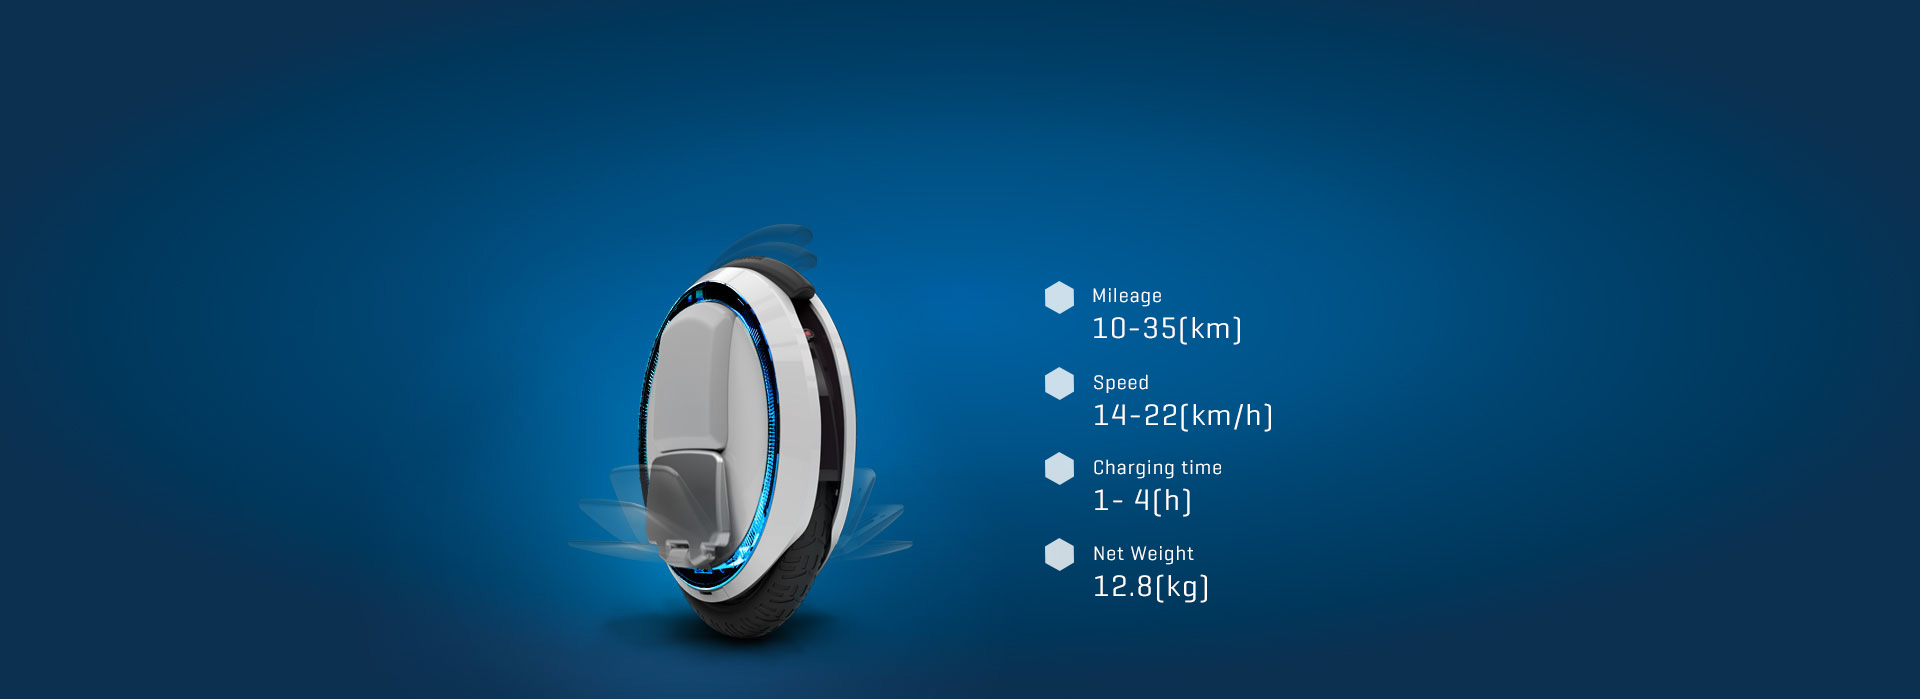 Mileage
10-35[km]
Speed
14-22[km/h]
Charging time
1- 4[h]
Net Weight
12.8[kg]